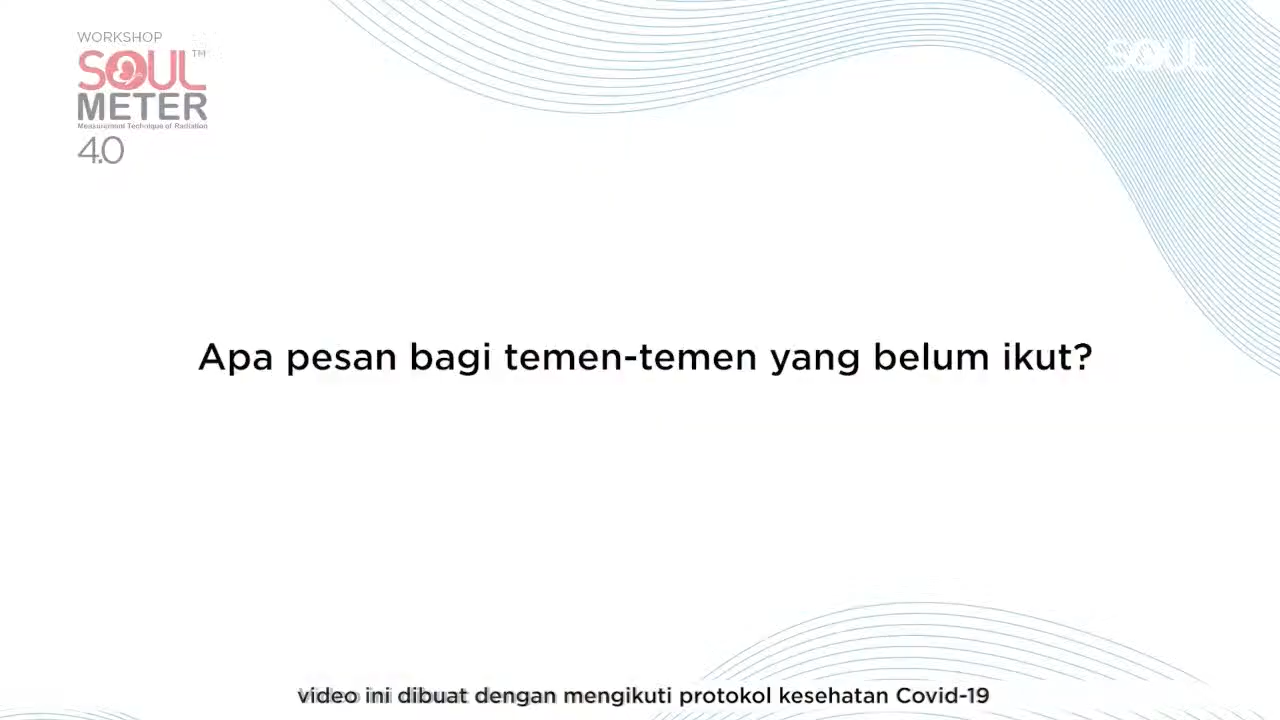 WORKSHOP
SOUL™
METER
Measurement Technique of Radiation
4.0
SOUL
Apa pesan bagi temen-temen yang belum ikut?
video ini dibuat dengan mengikuti protokol kesehatan Covid-19